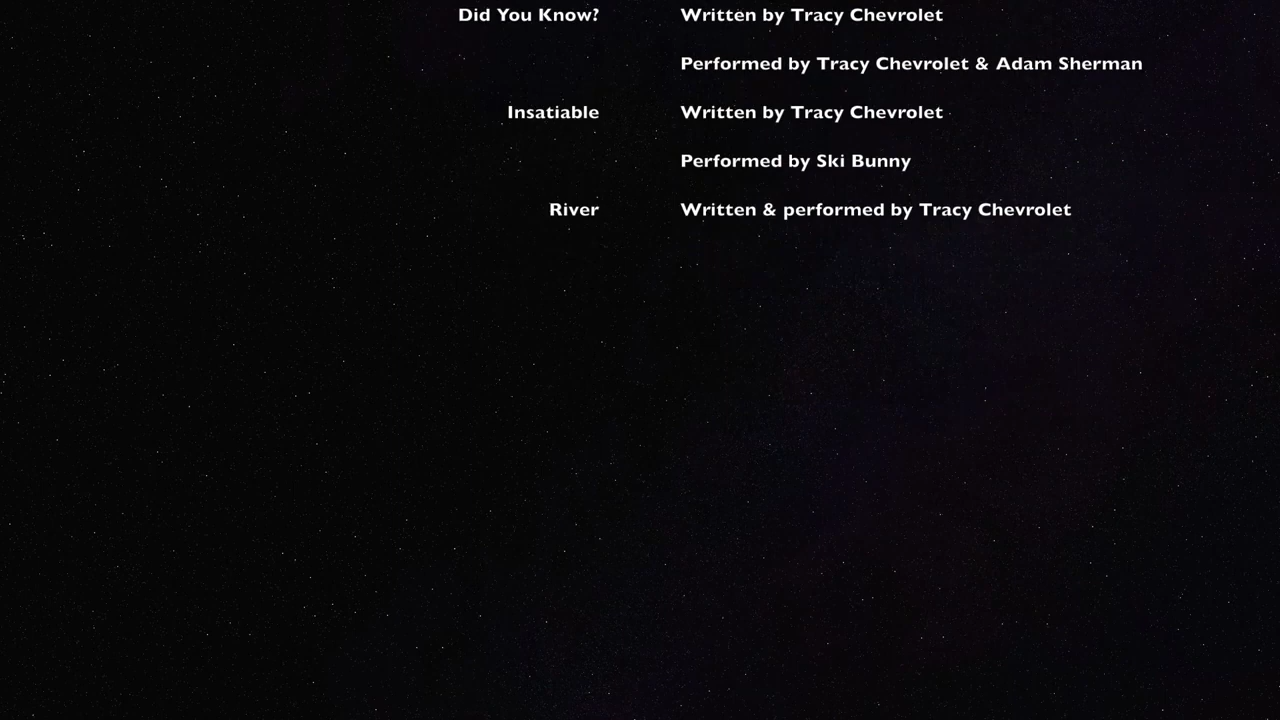 Did You Know? Written by Tracy Chevrolet
Performed by Tracy Chevrolet & Adam Sherman
Insatiable Written by Tracy Chevrolet
Performed by Ski Bunny
River Written & performed by Tracy Chevrolet